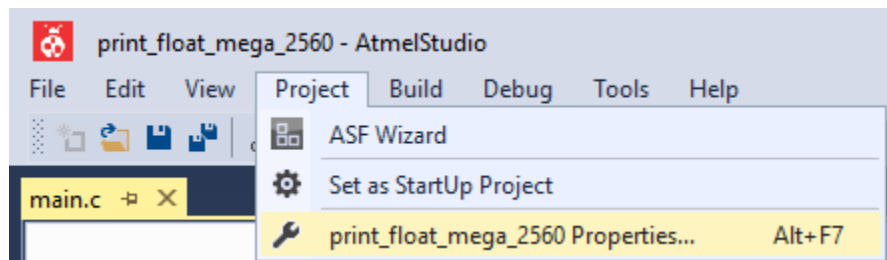 print_float_mega_2560 - AtmelStudio
File Edit View Project Build Debug Tools Help
ASF Wizard
Set as StartUp Project
main.c
print_float_mega_2560 Properties... Alt+F7